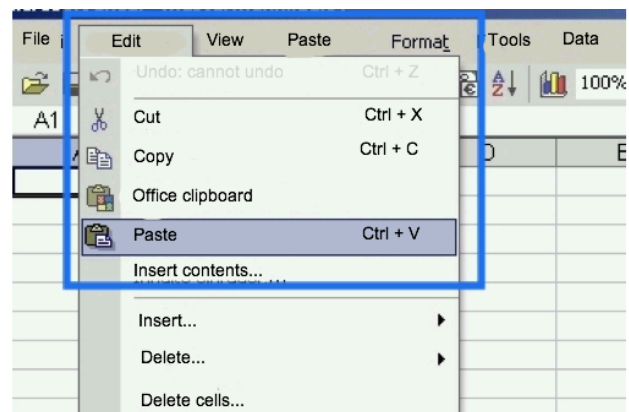 File Edit View Paste Format Tools Data
Undo: cannot undo Ctrl + Z
100%
Cut Ctrl + X
A1
Copy Ctrl + C
D E
Office clipboard
Paste Ctrl + V
Insert contents...
Insert...
Delete...
Delete cells...